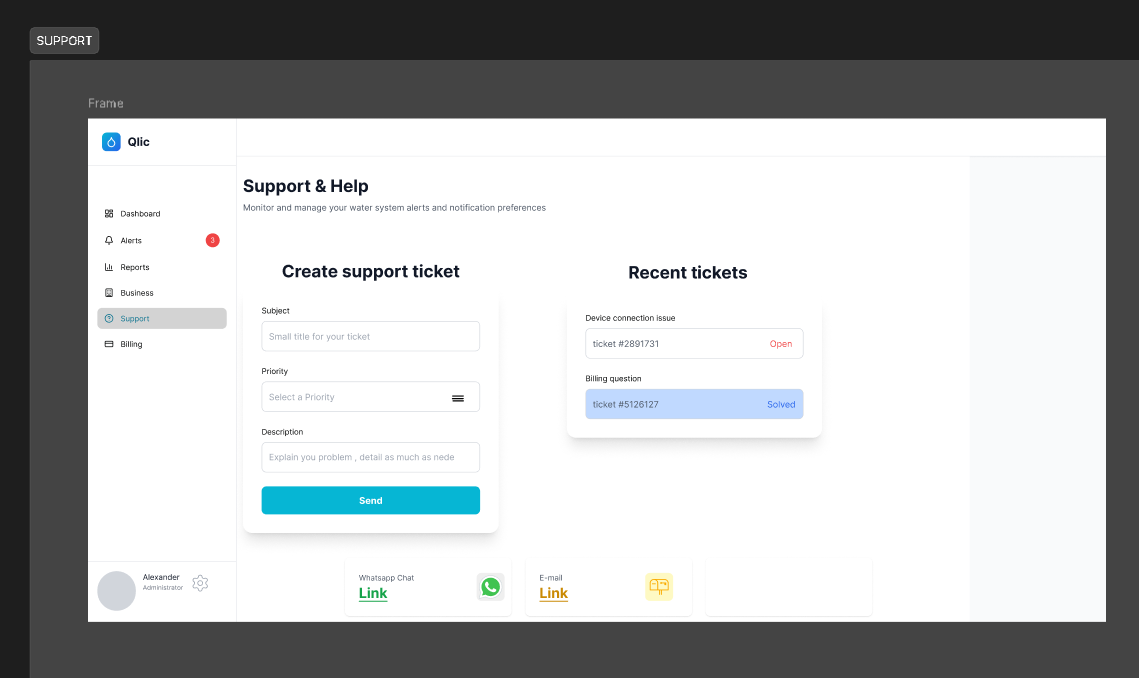 SUPPORT
Frame
Qlic
Support & Help
Monitor and manage your water system alerts and notification preferences
Dashboard
Alerts
3
Reports
Business
Support
Billing
Create support ticket
Subject
Small title for your ticket
Priority
Select a Priority
Description
Explain you problem , detail as much as nede
Send
Recent tickets
Device connection issue
ticket #2891731
Open
Billing question
ticket #5126127
Solved
Alexander
Administrator
Whatsapp Chat
Link
E-mail
Link